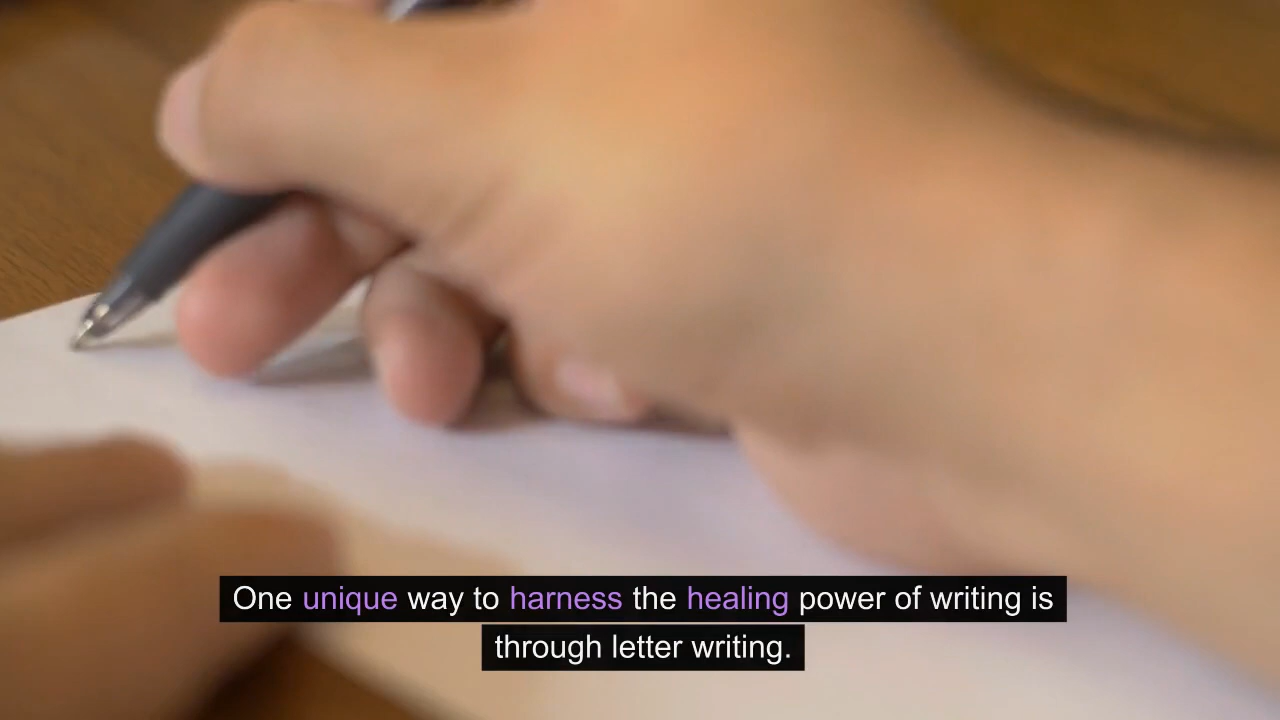 One unique way to harness the healing power of writing is
through letter writing.